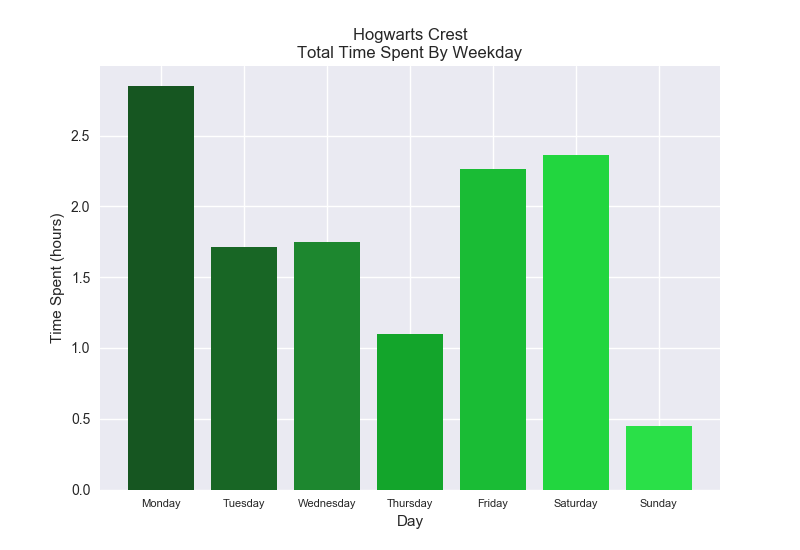 Hogwarts Crest
Total Time Spent By Weekday
Time Spent (hours)
2.5
2.0
1.5
1.0
0.5
0.0
Monday Tuesday Wednesday Thursday Friday Saturday Sunday
Day